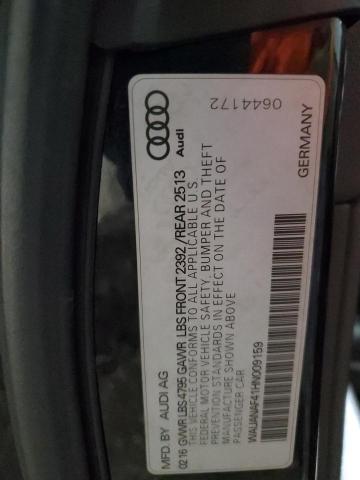 Audi
0644172
GERMANY
MFD. BY AUDI AG
02.16 GVWR LBS 4795 GAWR LBS FRONT 2392 / REAR 2513
THIS VEHICLE CONFORMS TO ALL APPLICABLE U.S.
FEDERAL MOTOR VEHICLE SAFETY, BUMPER AND THEFT
PREVENTION STANDARDS IN EFFECT ON THE DATE OF
MANUFACTURE SHOWN ABOVE
PASSENGER CAR
WAUANAF41HN009159